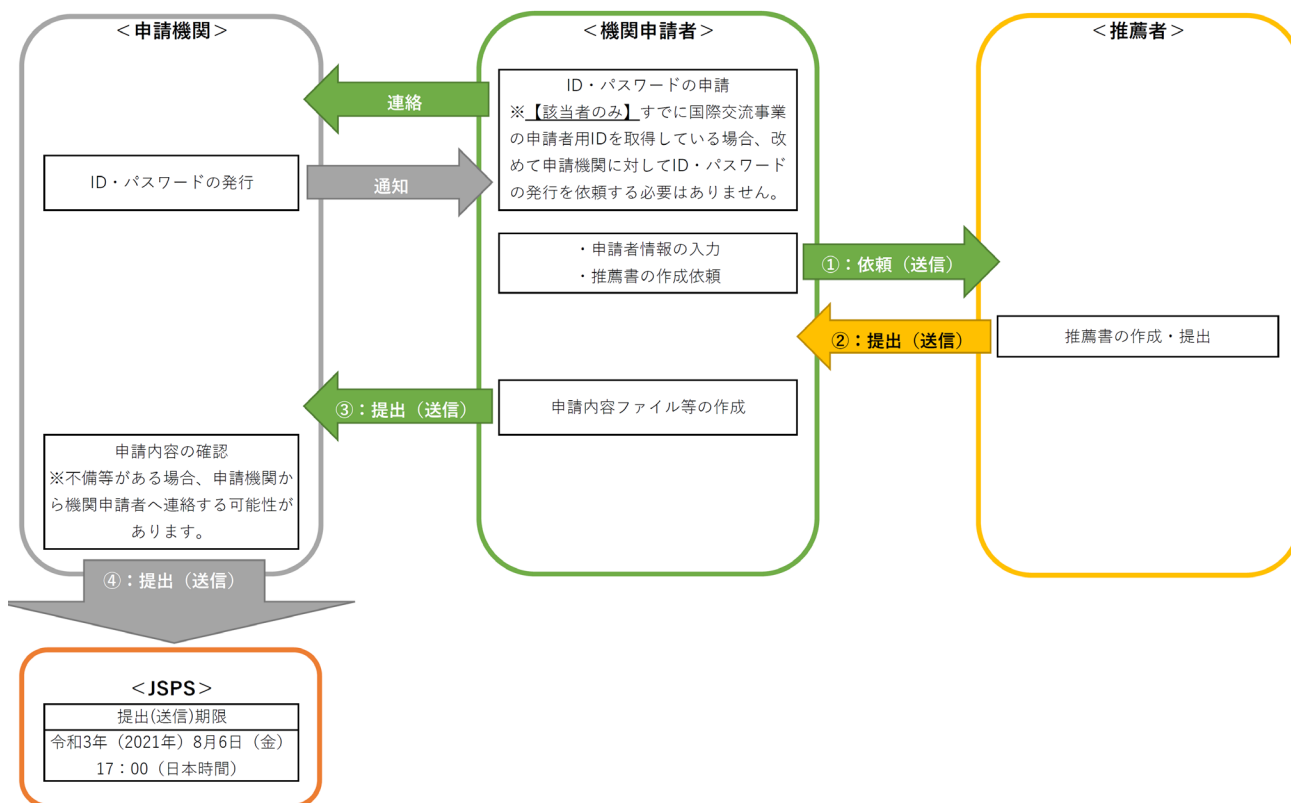 ＜申請機関＞
＜機関申請者＞
＜推薦者＞
連絡
ID・パスワードの申請
※【該当者のみ】すでに国際交流事業
の申請者用IDを取得している場合、改
めて申請機関に対してID・パスワード
の発行を依頼する必要はありません。
ID・パスワードの発行
通知
・申請者情報の入力
・推薦書の作成依頼
①：依頼（送信）
②：提出（送信）
推薦書の作成・提出
③：提出（送信）
申請内容ファイル等の作成
申請内容の確認
※不備等がある場合、申請機関か
ら機関申請者へ連絡する可能性が
あります。
④：提出（送信）
＜JSPS＞
提出(送信)期限
令和3年（2021年）8月6日（金）
17：00（日本時間）